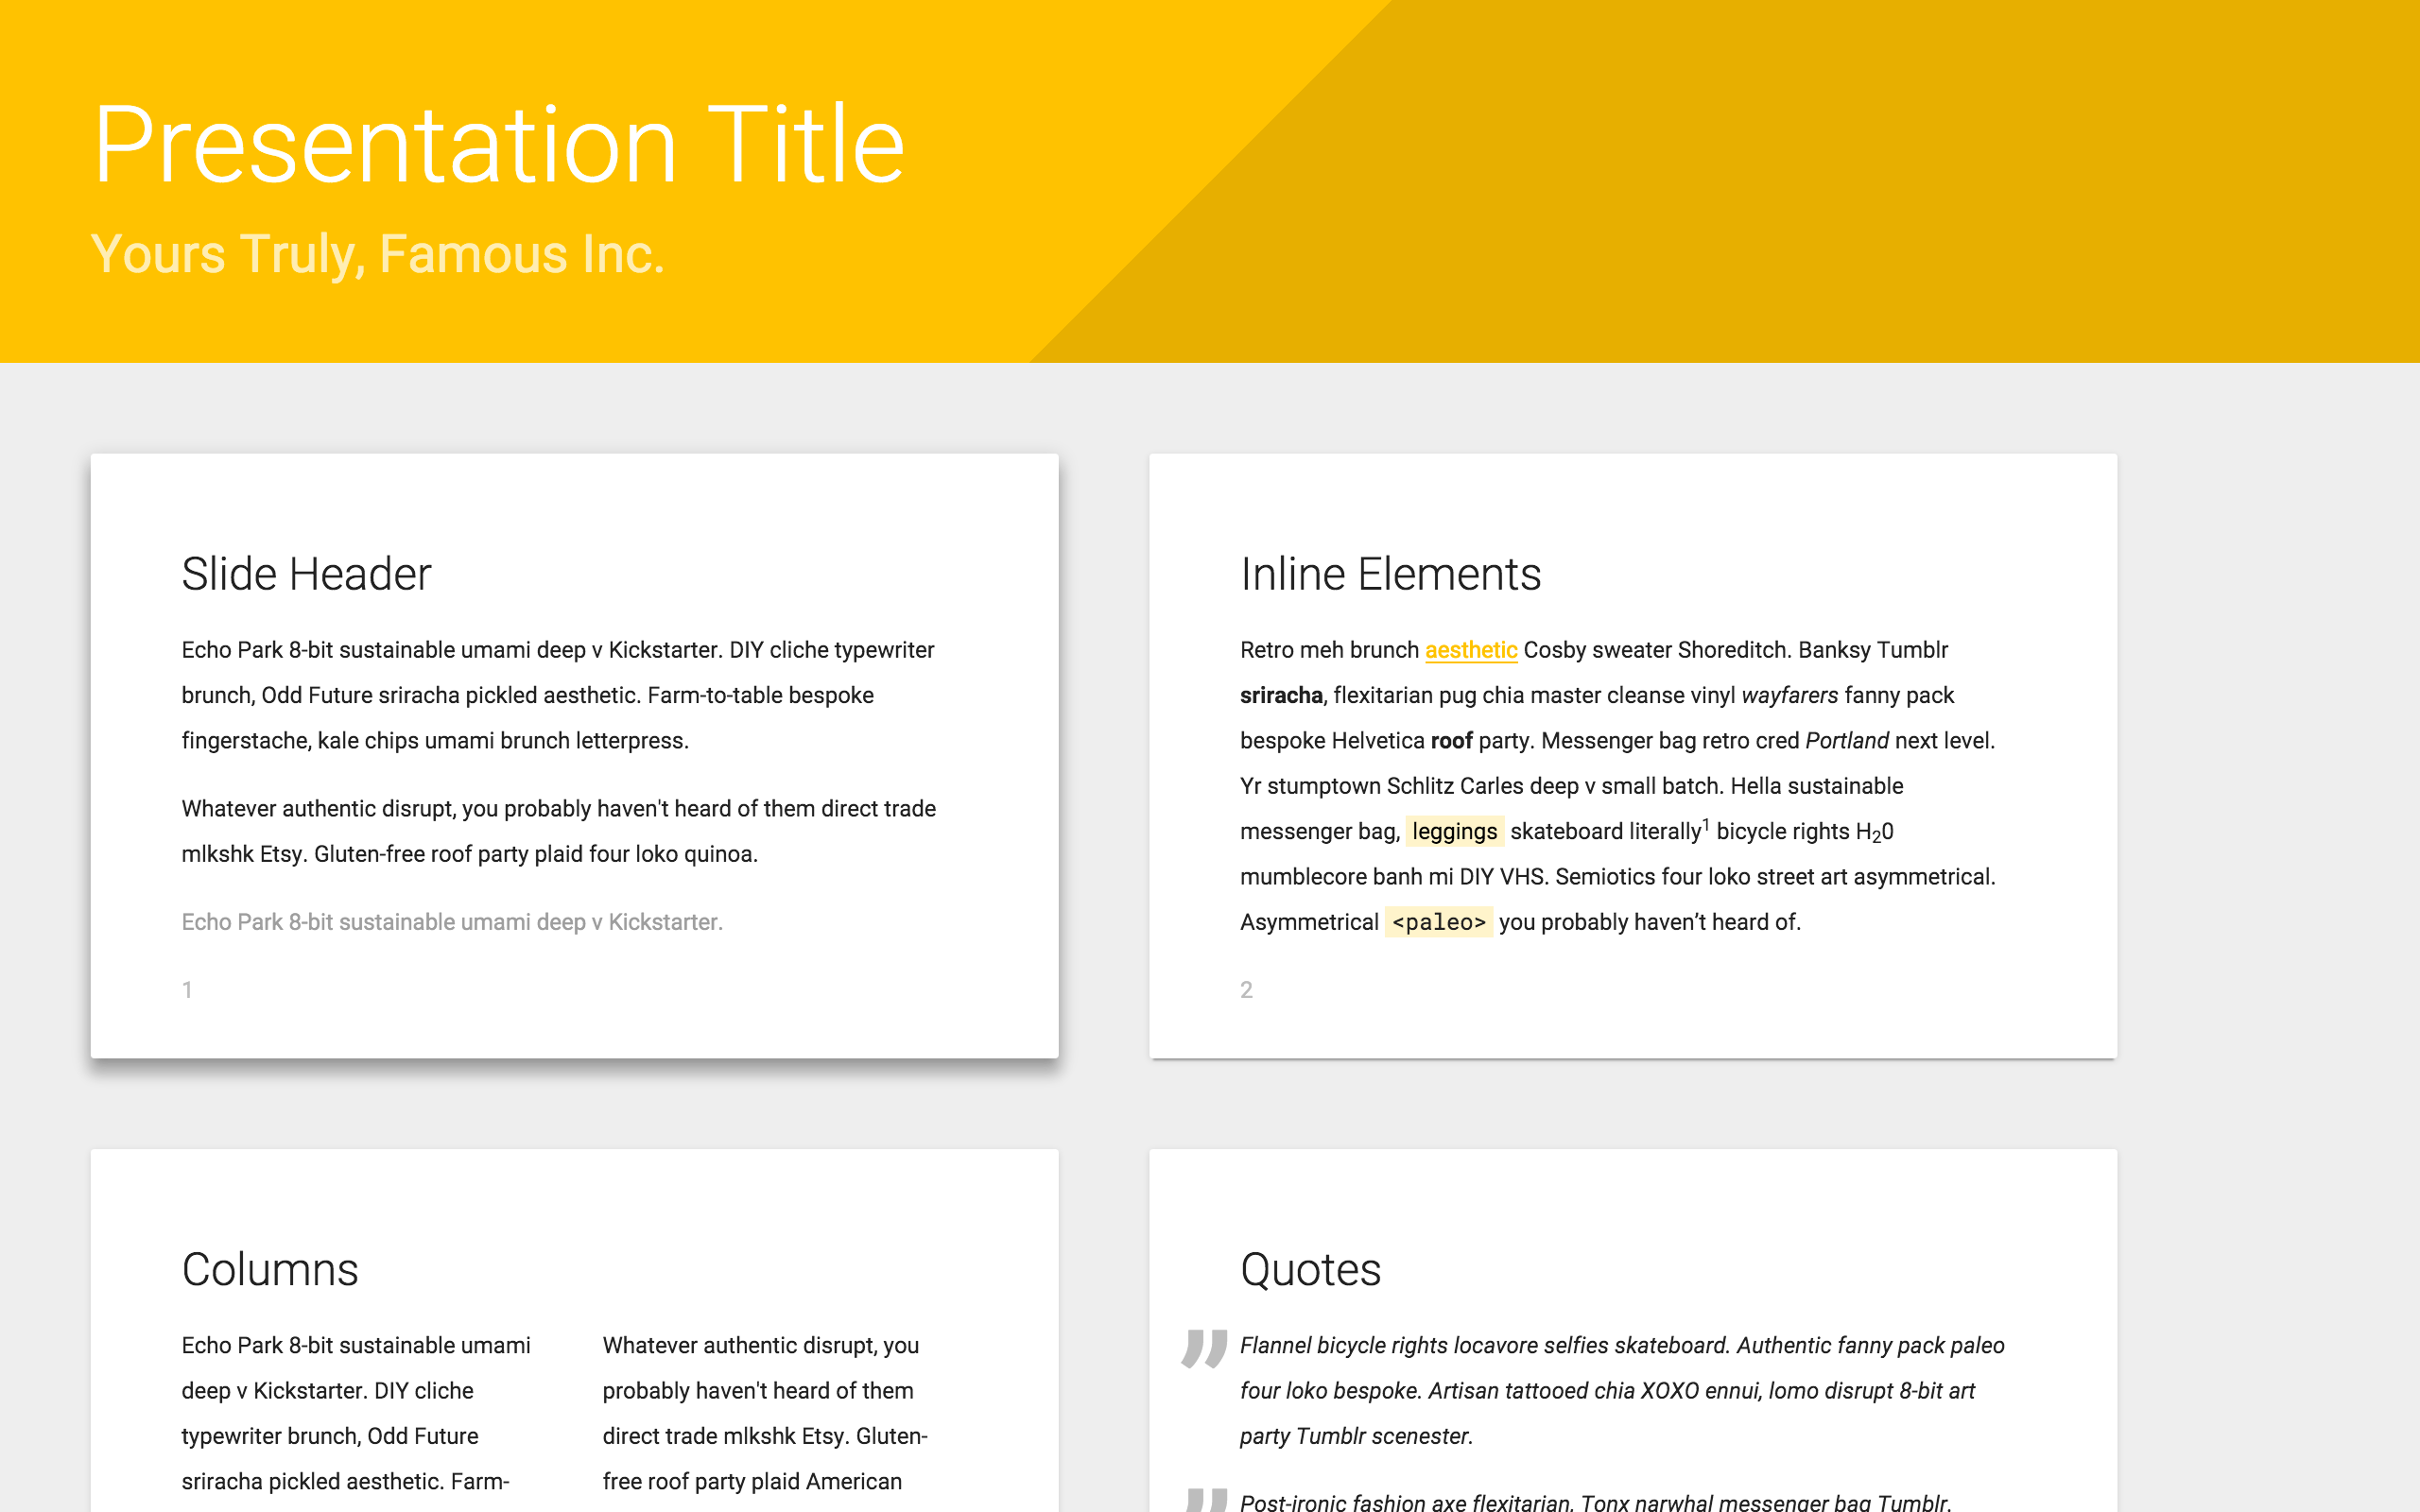 Presentation Title
Yours Truly, Famous Inc.
Slide Header
Echo Park 8-bit sustainable umami deep v Kickstarter. DIY cliche typewriter
brunch, Odd Future sriracha pickled aesthetic. Farm-to-table bespoke
fingerstache, kale chips umami brunch letterpress.
Whatever authentic disrupt, you probably haven't heard of them direct trade
mlkshk Etsy. Gluten-free roof party plaid four loko quinoa.
Echo Park 8-bit sustainable umami deep v Kickstarter.
1
Inline Elements
Retro meh brunch aesthetic Cosby sweater Shoreditch. Banksy Tumblr
sriracha, flexitarian pug chia master cleanse vinyl wayfarers fanny pack
bespoke Helvetica roof party. Messenger bag retro cred Portland next level.
Yr stumptown Schlitz Carles deep v small batch. Hella sustainable
messenger bag, leggings skateboard literally¹ bicycle rights H₂0
mumblecore banh mi DIY VHS. Semiotics four loko street art asymmetrical.
Asymmetrical <paleo> you probably haven’t heard of.
2
Columns
Echo Park 8-bit sustainable umami
deep v Kickstarter. DIY cliche
typewriter brunch, Odd Future
sriracha pickled aesthetic. Farm-
Whatever authentic disrupt, you
probably haven't heard of them
direct trade mlkshk Etsy. Gluten-
free roof party plaid American
Quotes
”
Flannel bicycle rights locavore selfies skateboard. Authentic fanny pack paleo
four loko bespoke. Artisan tattooed chia XOXO ennui, lomo disrupt 8-bit art
party Tumblr scenester.
”
Post-ironic fashion axe flexitarian, Tonx narwhal messenger bag Tumblr.